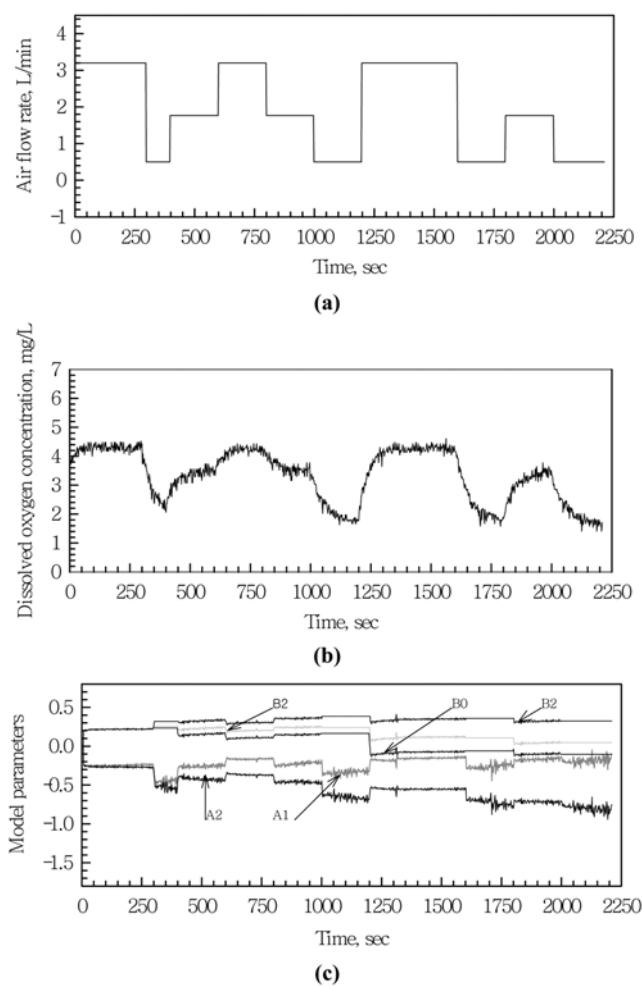 4
3
2
1
0
-1
Air flow rate, L/min
0 250 500 750 1000 1250 1500 1750 2000 2250
Time, sec
(a)
7
6
5
4
3
2
1
0
Dissolved oxygen concentration, mg/L
0 250 500 750 1000 1250 1500 1750 2000 2250
Time, sec
(b)
0.5
0.0
-0.5
-1.0
-1.5
Model parameters
B2 B0 B2
A2 A1
0 250 500 750 1000 1250 1500 1750 2000 2250
Time, sec
(c)